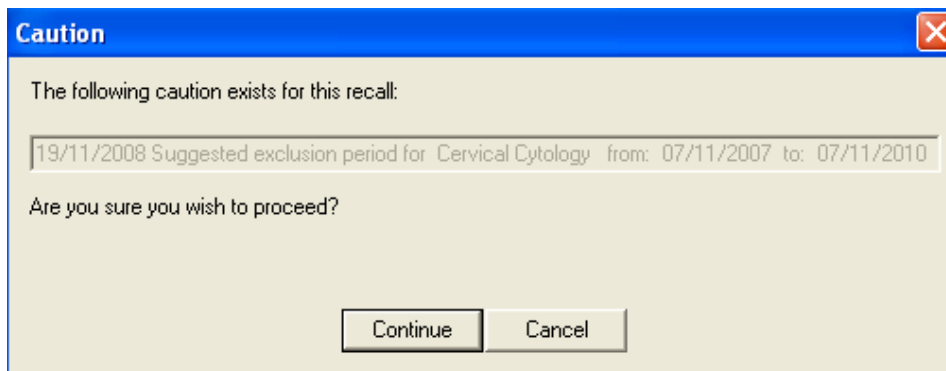 Caution
The following caution exists for this recall:
19/11/2008 Suggested exclusion period for Cervical Cytology from: 07/11/2007 to: 07/11/2010
Are you sure you wish to proceed?
Continue Cancel